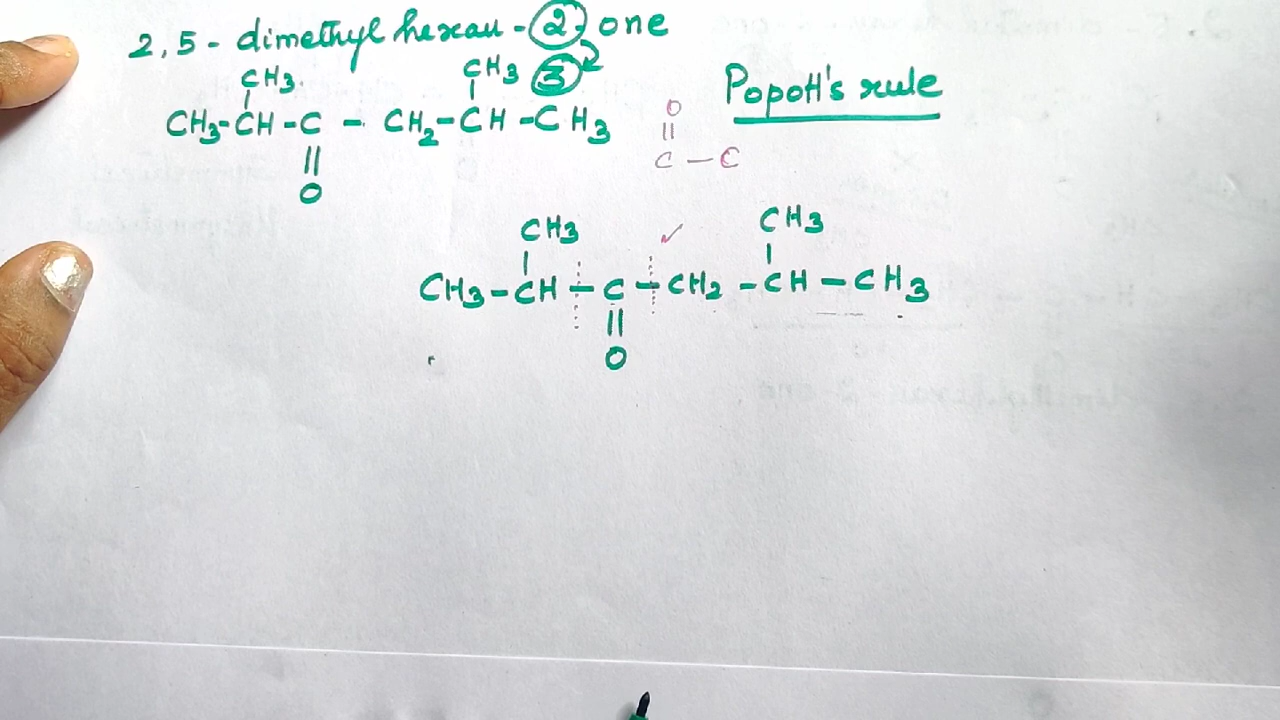 2,5 - dimethyl hexan - 2 - one
CH3 CH3 3
CH3-CH-C - CH2-CH-CH3
||
O
Popott's rule
O
||
C - C
CH3 CH3
CH3-CH-C-CH2-CH-CH3
||
O